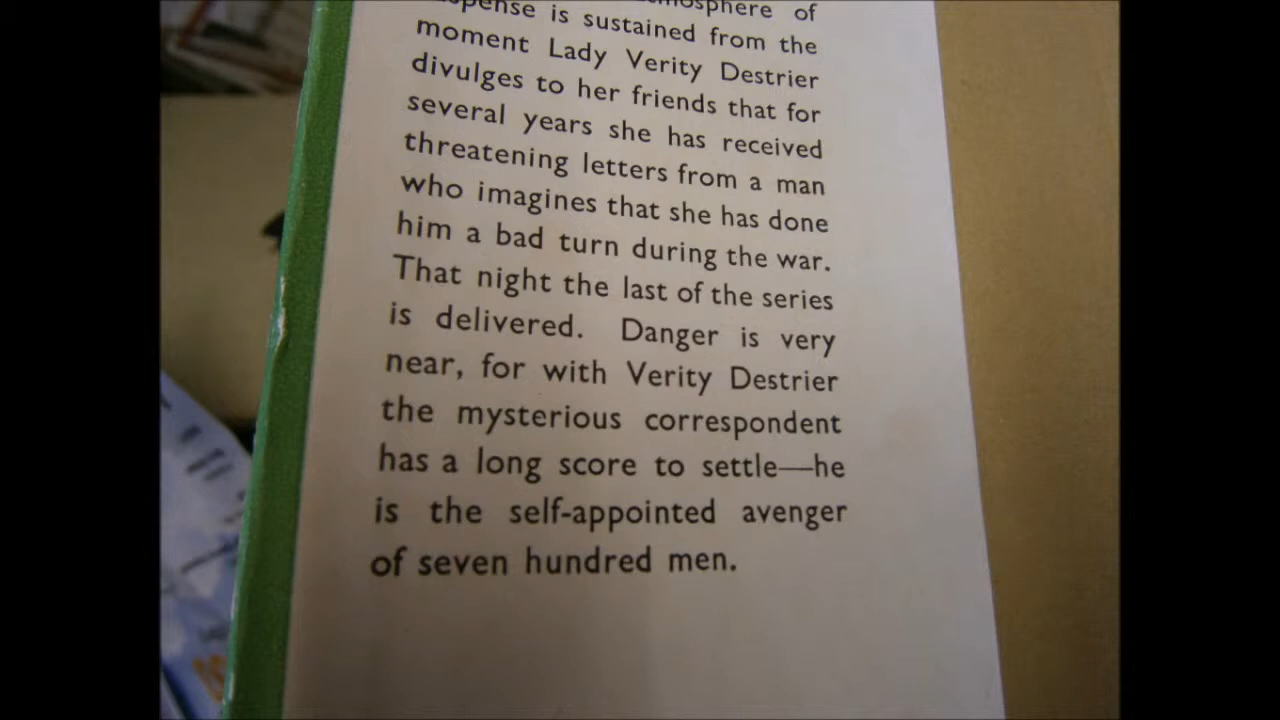 of
is sustained from the
moment Lady Verity Destrier
divulges to her friends that for
several years she has received
threatening letters from a man
who imagines that she has done
him a bad turn during the war.
That night the last of the series
is delivered. Danger is very
near, for with Verity Destrier
the mysterious correspondent
has a long score to settle—he
is the self-appointed avenger
of seven hundred men.